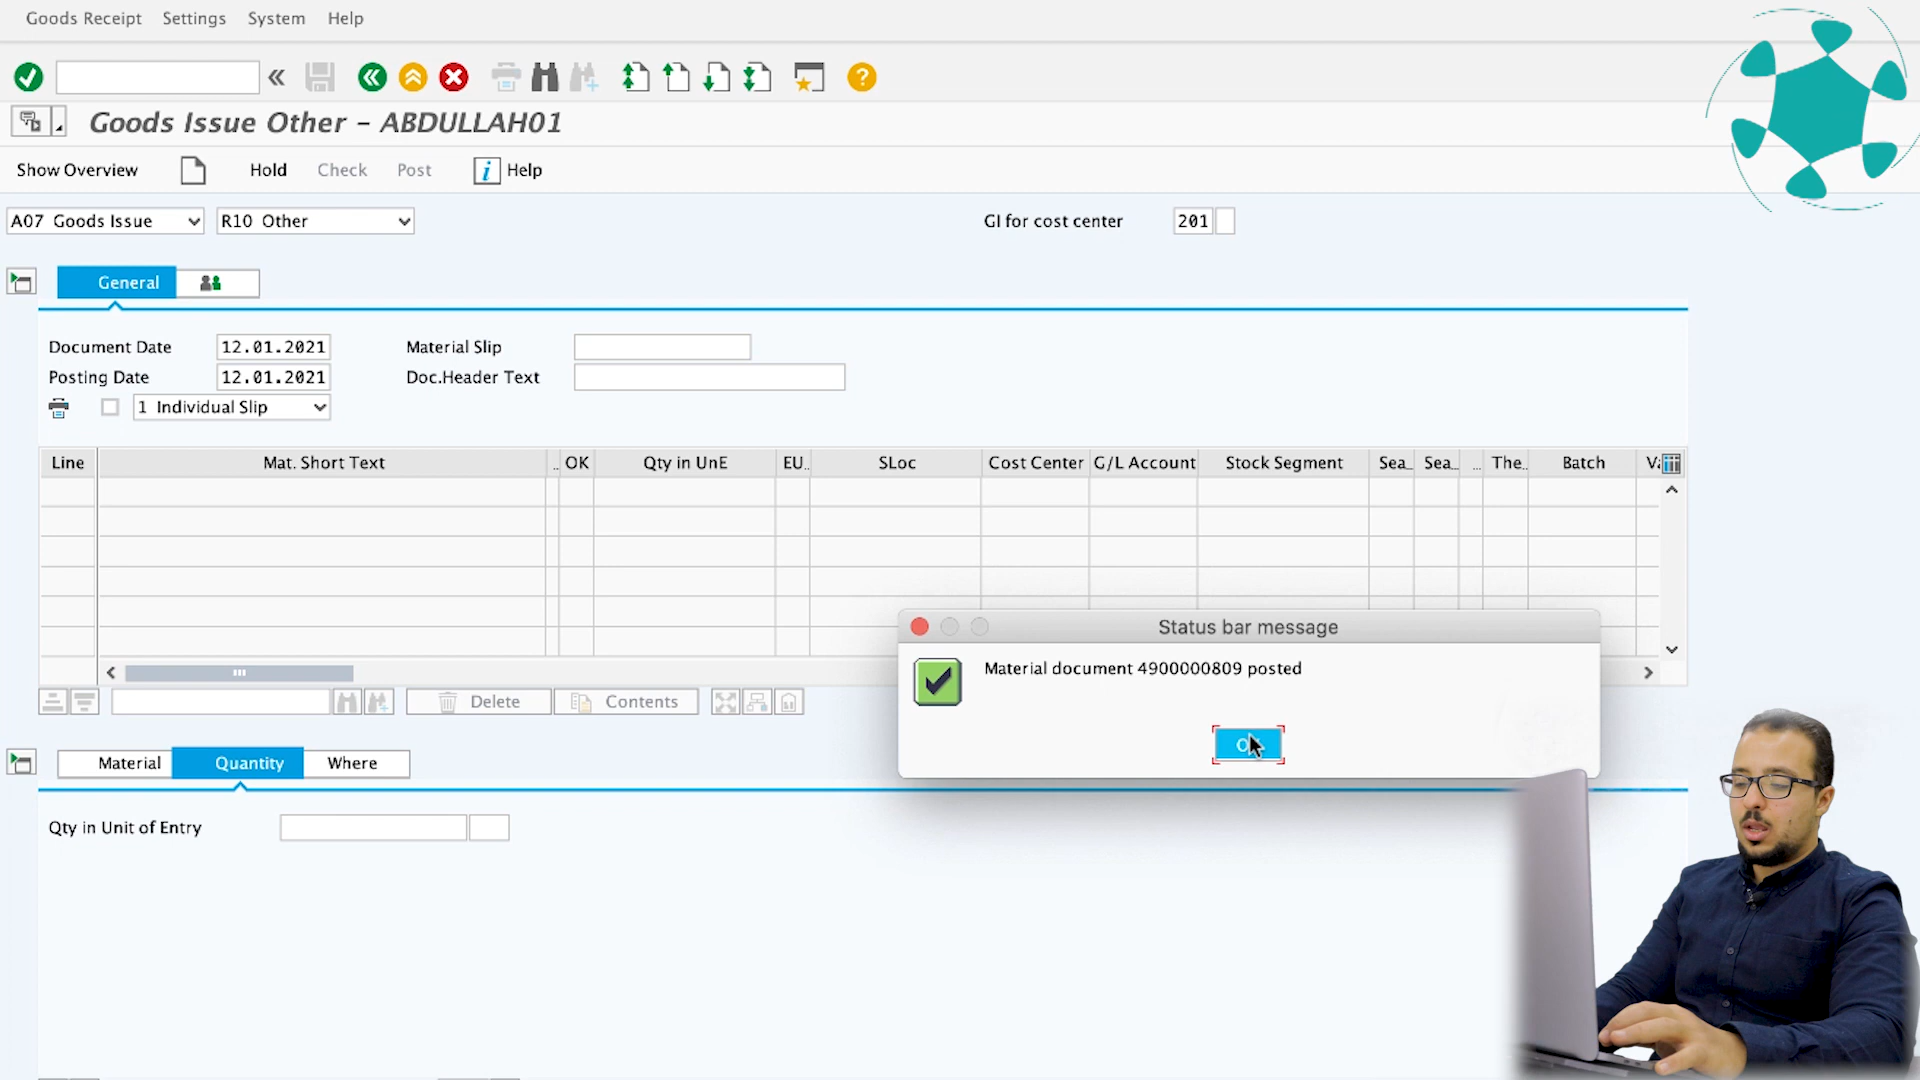 Goods Receipt Settings System Help
Goods Issue Other - ABDULLAH01
Show Overview Hold Check Post Help
A07 Goods Issue R10 Other GI for cost center 201
General
Document Date 12.01.2021 Material Slip
Posting Date 12.01.2021 Doc.Header Text
1 Individual Slip
Line Mat. Short Text .. OK Qty in UnE EU.. SLoc Cost Center G/L Account Stock Segment Sea.. Sea.. .. The.. Batch
Delete Contents
Status bar message
Material document 4900000809 posted
Material Quantity Where
Qty in Unit of Entry